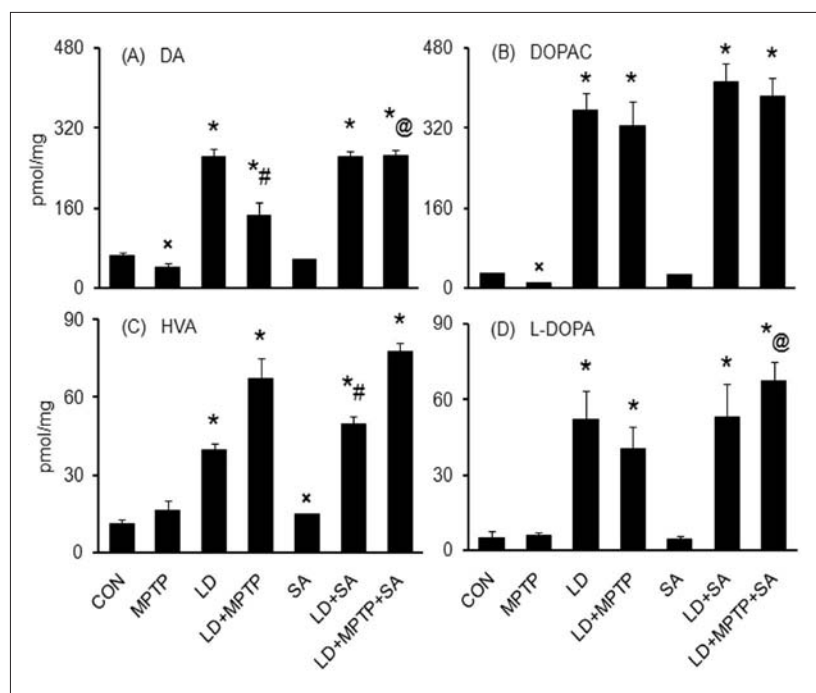 (A) DA
480
320
160
0
pmol/mg
×
*
*#
*
*@
(B) DOPAC
480
320
160
0
×
*
*
*
*
(C) HVA
90
60
30
0
pmol/mg
*
*
×
*#
*
CON
MPTP
LD
LD+MPTP
SA
LD+SA
LD+MPTP+SA
(D) L-DOPA
90
60
30
0
*
*
*
*@
CON
MPTP
LD
LD+MPTP
SA
LD+SA
LD+MPTP+SA